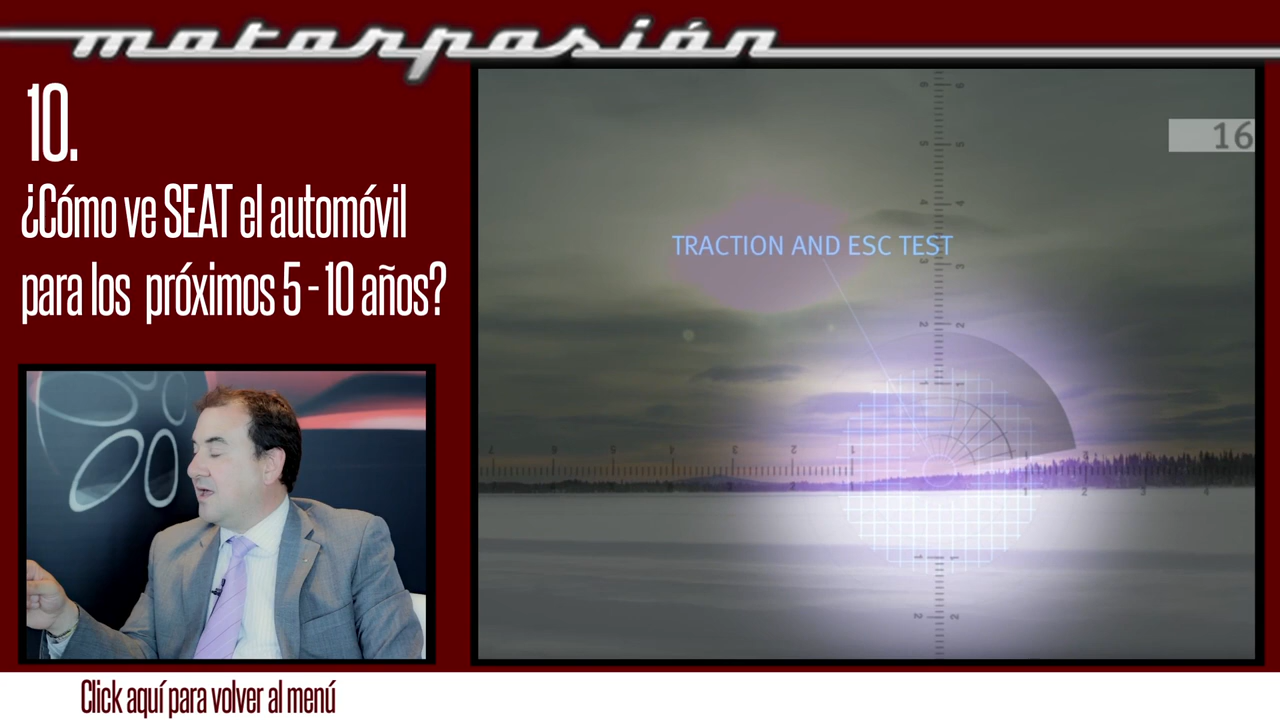 motorpasión
10.
¿Cómo ve SEAT el automóvil
para los próximos 5 - 10 años?
16
TRACTION AND ESC TEST
Click aquí para volver al menú